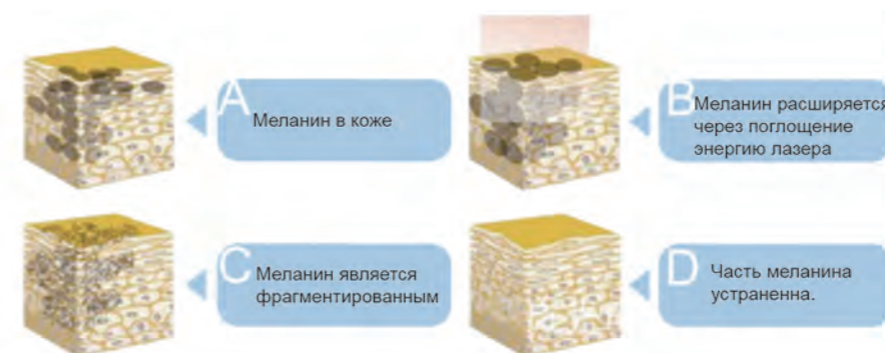 A
Меланин в коже
B
Меланин расширяется
через поглощение
энергию лазера
C
Меланин является
фрагментированным
D
Часть меланина
устраненна.